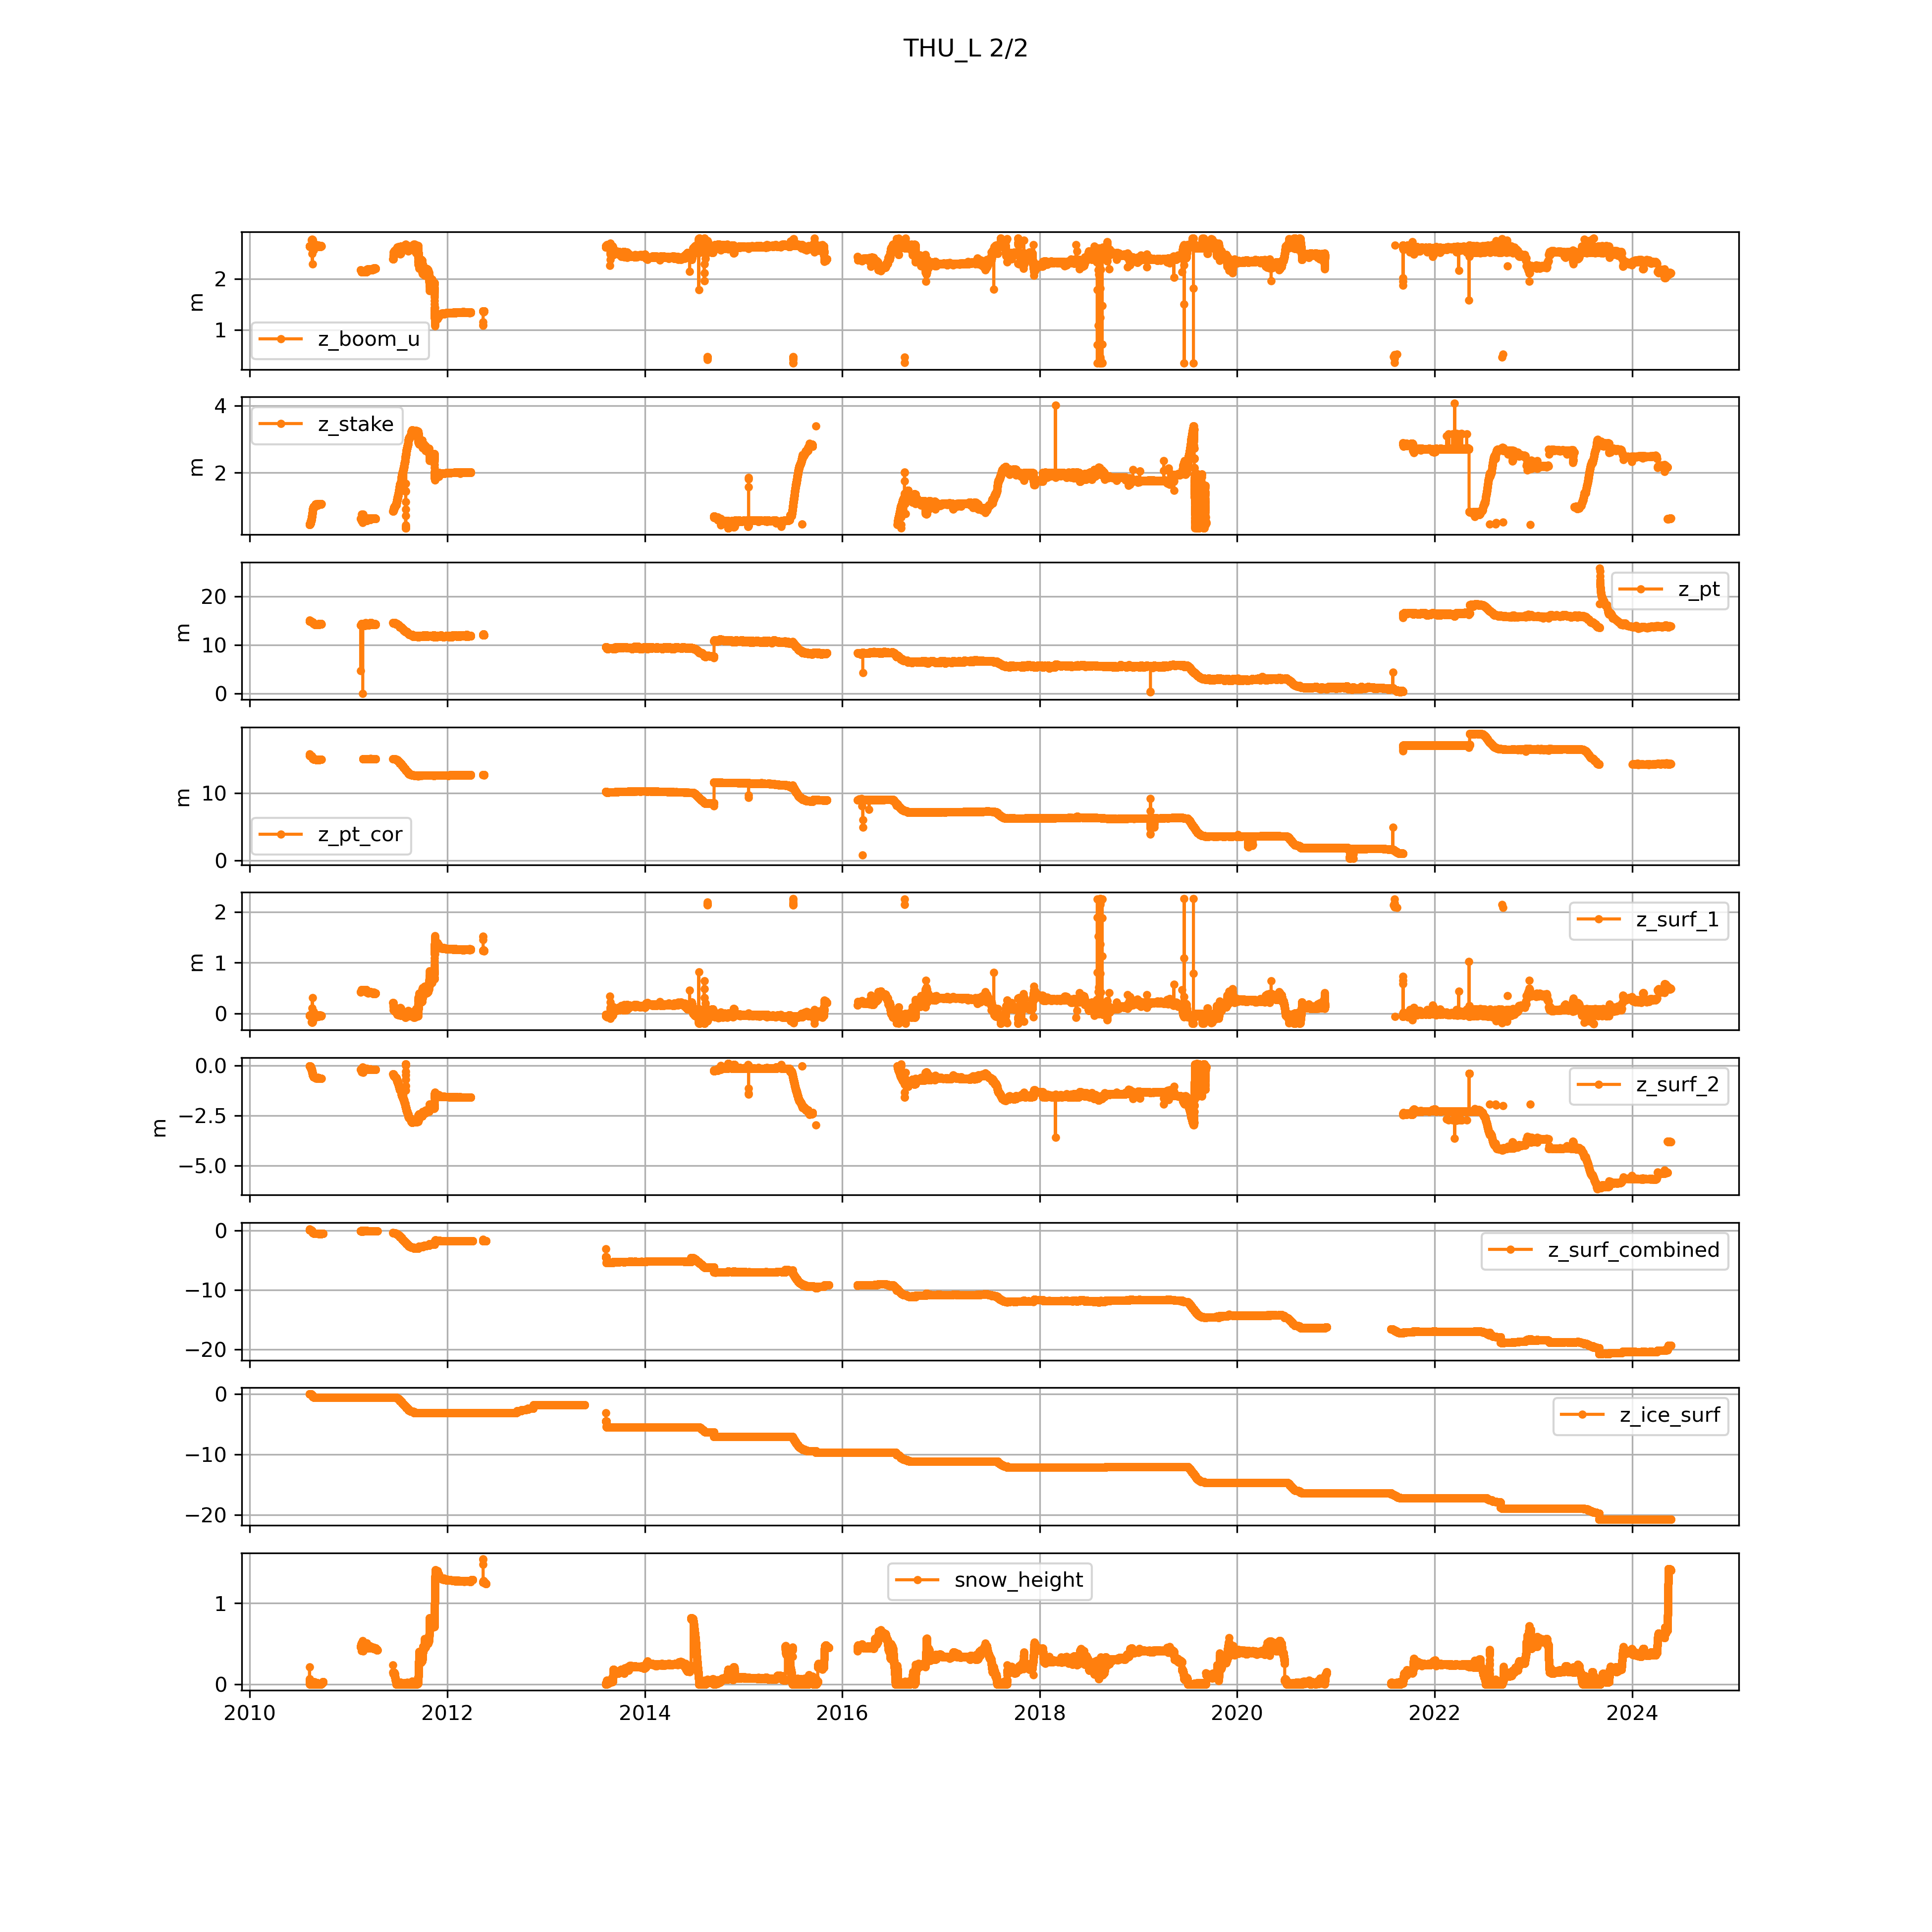 THU_L 2/2
2
1
m
z_boom_u
4
2
m
z_stake
20
10
0
m
z_pt
10
0
m
z_pt_cor
2
1
0
m
z_surf_1
0.0
−2.5
−5.0
m
z_surf_2
0
−10
−20
z_surf_combined
0
−10
−20
z_ice_surf
1
0
snow_height
2010 2012 2014 2016 2018 2020 2022 2024